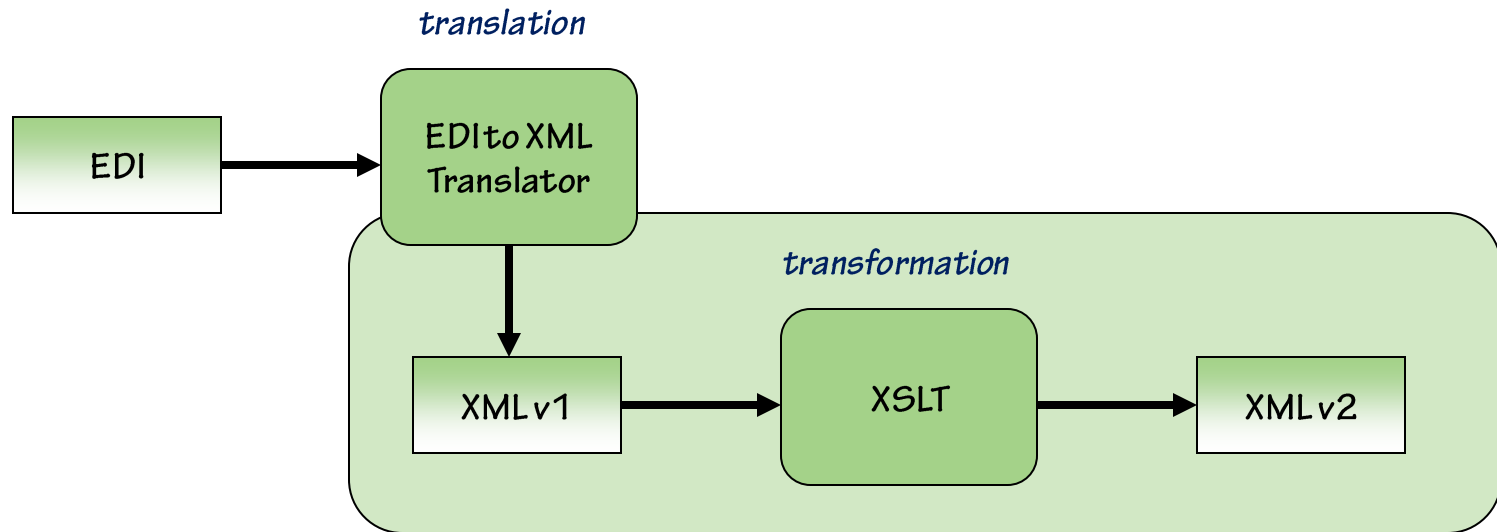 translation
EDI
EDI to XML
Translator
transformation
XML v1
XSLT
XML v2